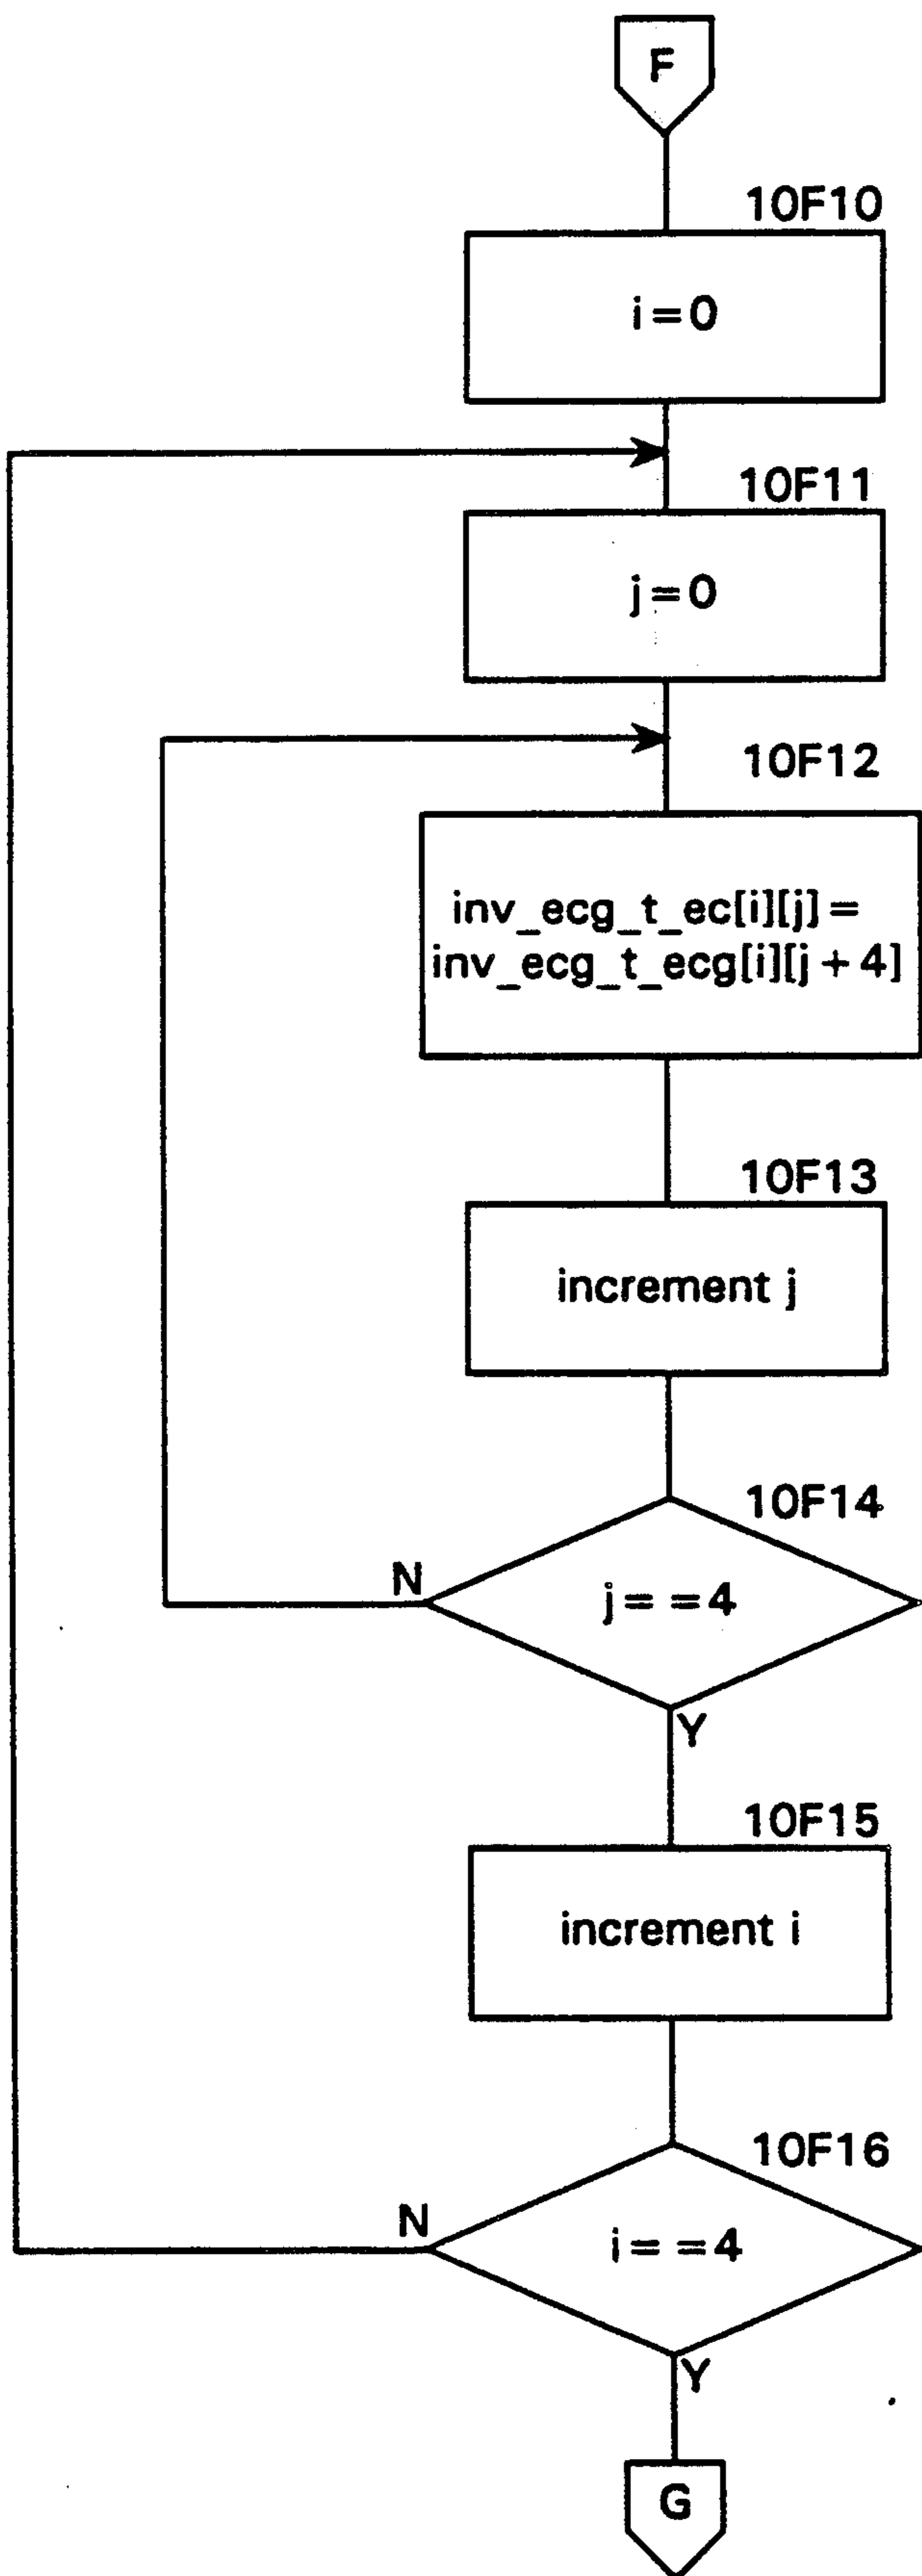 F
10F10
i=0
10F11
j=0
10F12
inv_ecg_t_ec[i][j]=
inv_ecg_t_ecg[i][j+4]
10F13
increment j
10F14
N
j==4
Y
10F15
increment i
10F16
N
i==4
Y
G